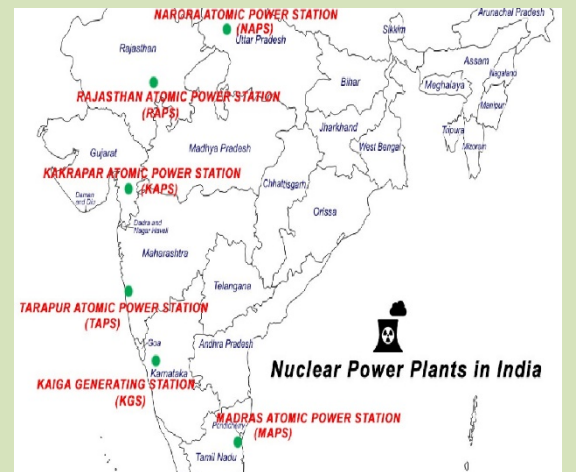 NARORA ATOMIC POWER STATION
(NAPS)
Arunachal Pradesh
Sikkim
Uttar Pradesh
Rajasthan
Assam
Nagaland
Bihar
Meghalaya
RAJASTHAN ATOMIC POWER STATION
(RAPS)
Manipur
Jharkhand
Tripura
Gujarat
Madhya Pradesh
West Bengal
Mizoram
KAKRAPAR ATOMIC POWER STATION
(KAPS)
Chhattisgarh
Daman
and Diu
Orissa
Dadra and
Nagar Haveli
Maharashtra
Telangana
TARAPUR ATOMIC POWER STATION
(TAPS)
Goa
Andhra Pradesh
Nuclear Power Plants in India
Karnataka
KAIGA GENERATING STATION
(KGS)
MADRAS ATOMIC POWER STATION
(MAPS)
Tamil Nadu